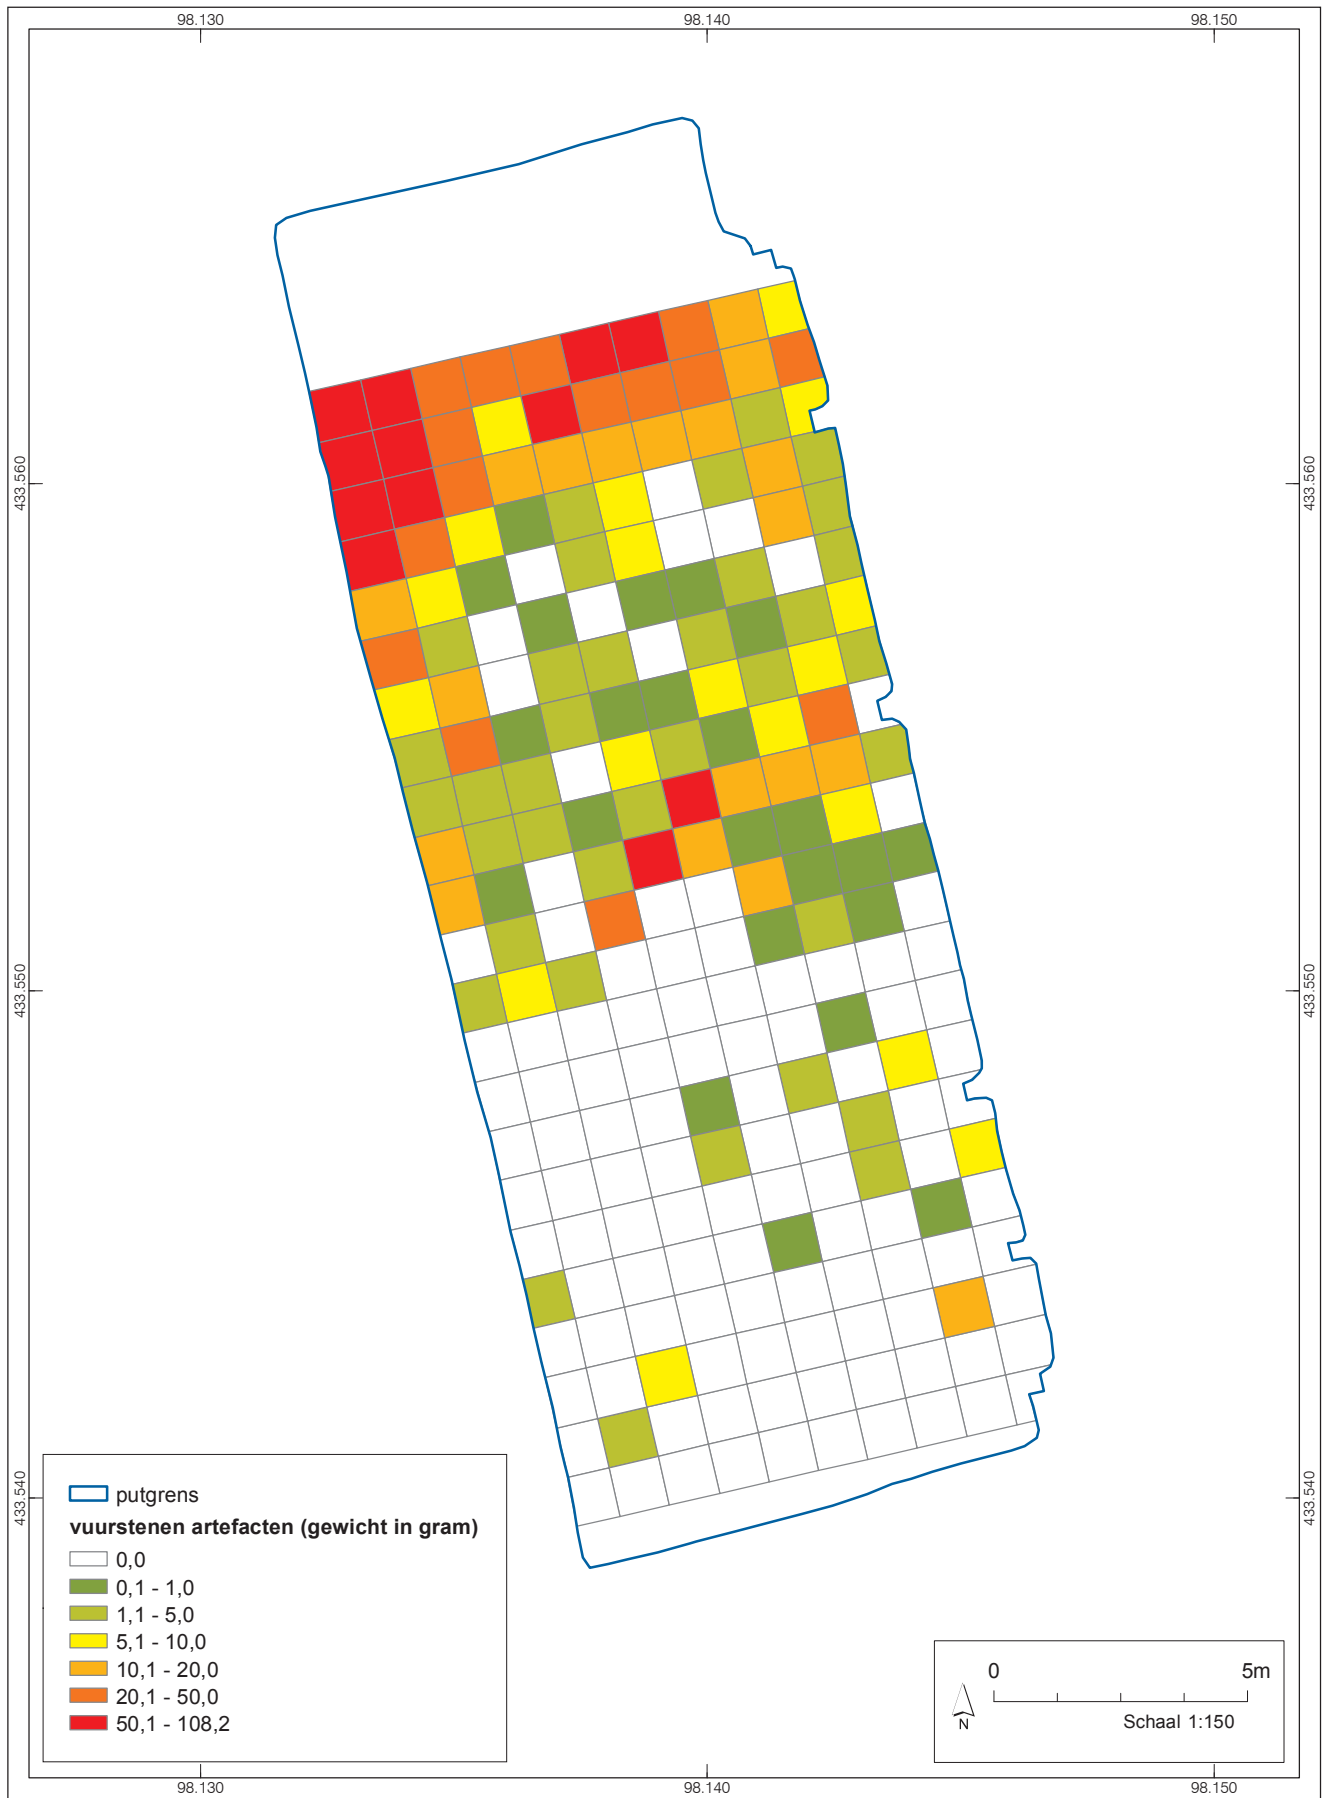 98.130 98.140 98.150
433.560 433.560
433.550 433.550
433.540 433.540
putgrens
vuurstenen artefacten (gewicht in gram)
0,0
0,1 - 1,0
1,1 - 5,0
5,1 - 10,0
10,1 - 20,0
20,1 - 50,0
50,1 - 108,2
0 5m
N
Schaal 1:150
98.130 98.140 98.150